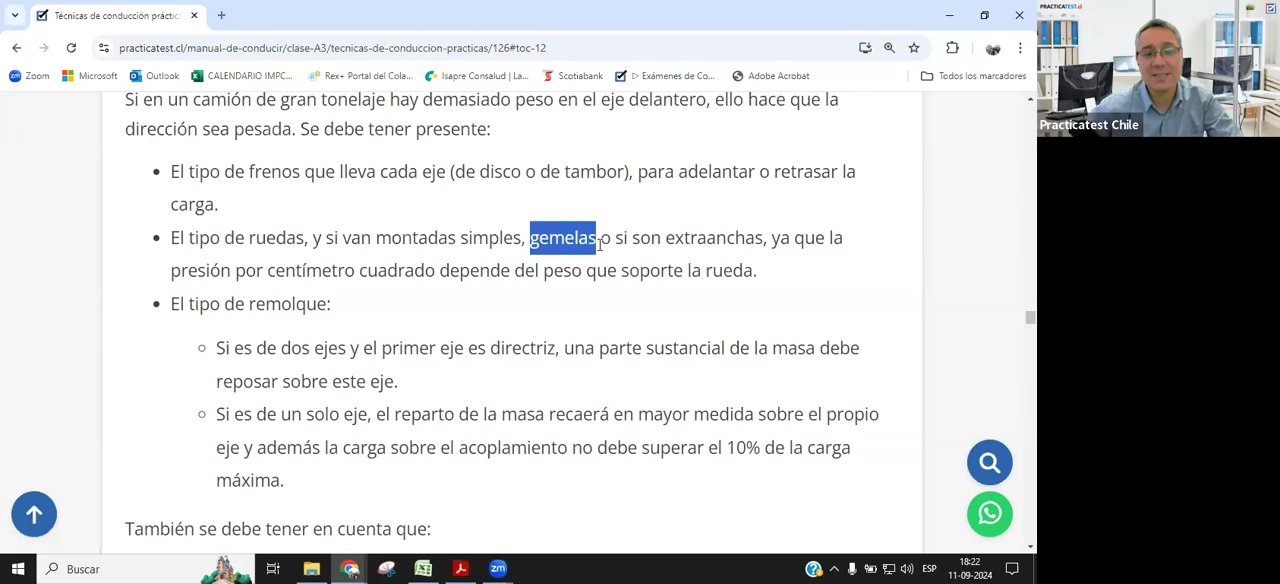 Técnicas de conducción práctic
practicatest.cl/manual-de-conducir/clase-A3/tecnicas-de-conduccion-practicas/126#toc-12
Zoom Microsoft Outlook CALENDARIO IMPC... Rex+ - Portal del Cola... Isapre Consalud | La... Scotiabank ▷ Exámenes de Co... Adobe Acrobat Todos los marcadores
PRACTICATEST.cl
Practicatest Chile
Si en un camión de gran tonelaje hay demasiado peso en el eje delantero, ello hace que la
dirección sea pesada. Se debe tener presente:
• El tipo de frenos que lleva cada eje (de disco o de tambor), para adelantar o retrasar la
carga.
• El tipo de ruedas, y si van montadas simples, gemelas o si son extraanchas, ya que la
presión por centímetro cuadrado depende del peso que soporte la rueda.
• El tipo de remolque:
○ Si es de dos ejes y el primer eje es directriz, una parte sustancial de la masa debe
reposar sobre este eje.
○ Si es de un solo eje, el reparto de la masa recaerá en mayor medida sobre el propio
eje y además la carga sobre el acoplamiento no debe superar el 10% de la carga
máxima.
También se debe tener en cuenta que:
Buscar
zm
ESP
18:22
11-09-2024